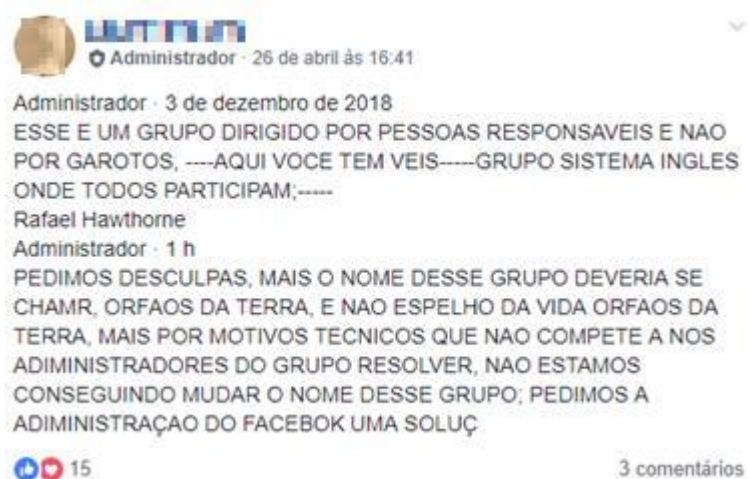 Administrador · 26 de abril às 16:41
Administrador · 3 de dezembro de 2018
ESSE E UM GRUPO DIRIGIDO POR PESSOAS RESPONSAVEIS E NAO
POR GAROTOS, ----AQUI VOCE TEM VEIS-----GRUPO SISTEMA INGLES
ONDE TODOS PARTICIPAM;-----
Rafael Hawthorne
Administrador · 1 h
PEDIMOS DESCULPAS, MAIS O NOME DESSE GRUPO DEVERIA SE
CHAMR, ORFAOS DA TERRA, E NAO ESPELHO DA VIDA ORFAOS DA
TERRA, MAIS POR MOTIVOS TECNICOS QUE NAO COMPETE A NOS
ADIMINISTRADORES DO GRUPO RESOLVER, NAO ESTAMOS
CONSEGUINDO MUDAR O NOME DESSE GRUPO; PEDIMOS A
ADIMINISTRAÇAO DO FACEBOK UMA SOLUÇ
15
3 comentários